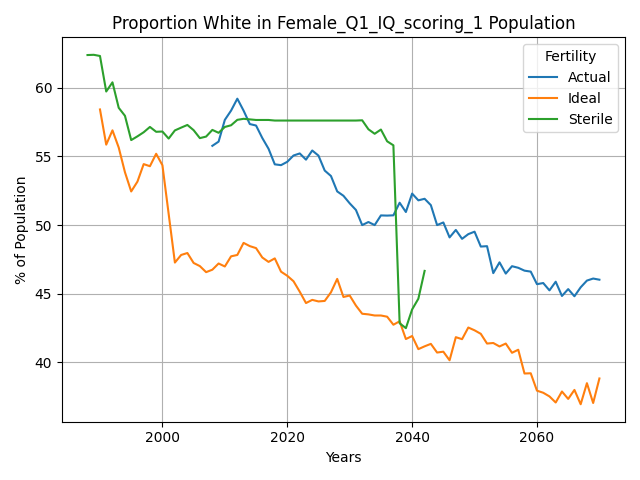 Proportion White in Female_Q1_IQ_scoring_1 Population
Fertility
Actual
Ideal
Sterile
% of Population
60
55
50
45
40
2000 2020 2040 2060
Years